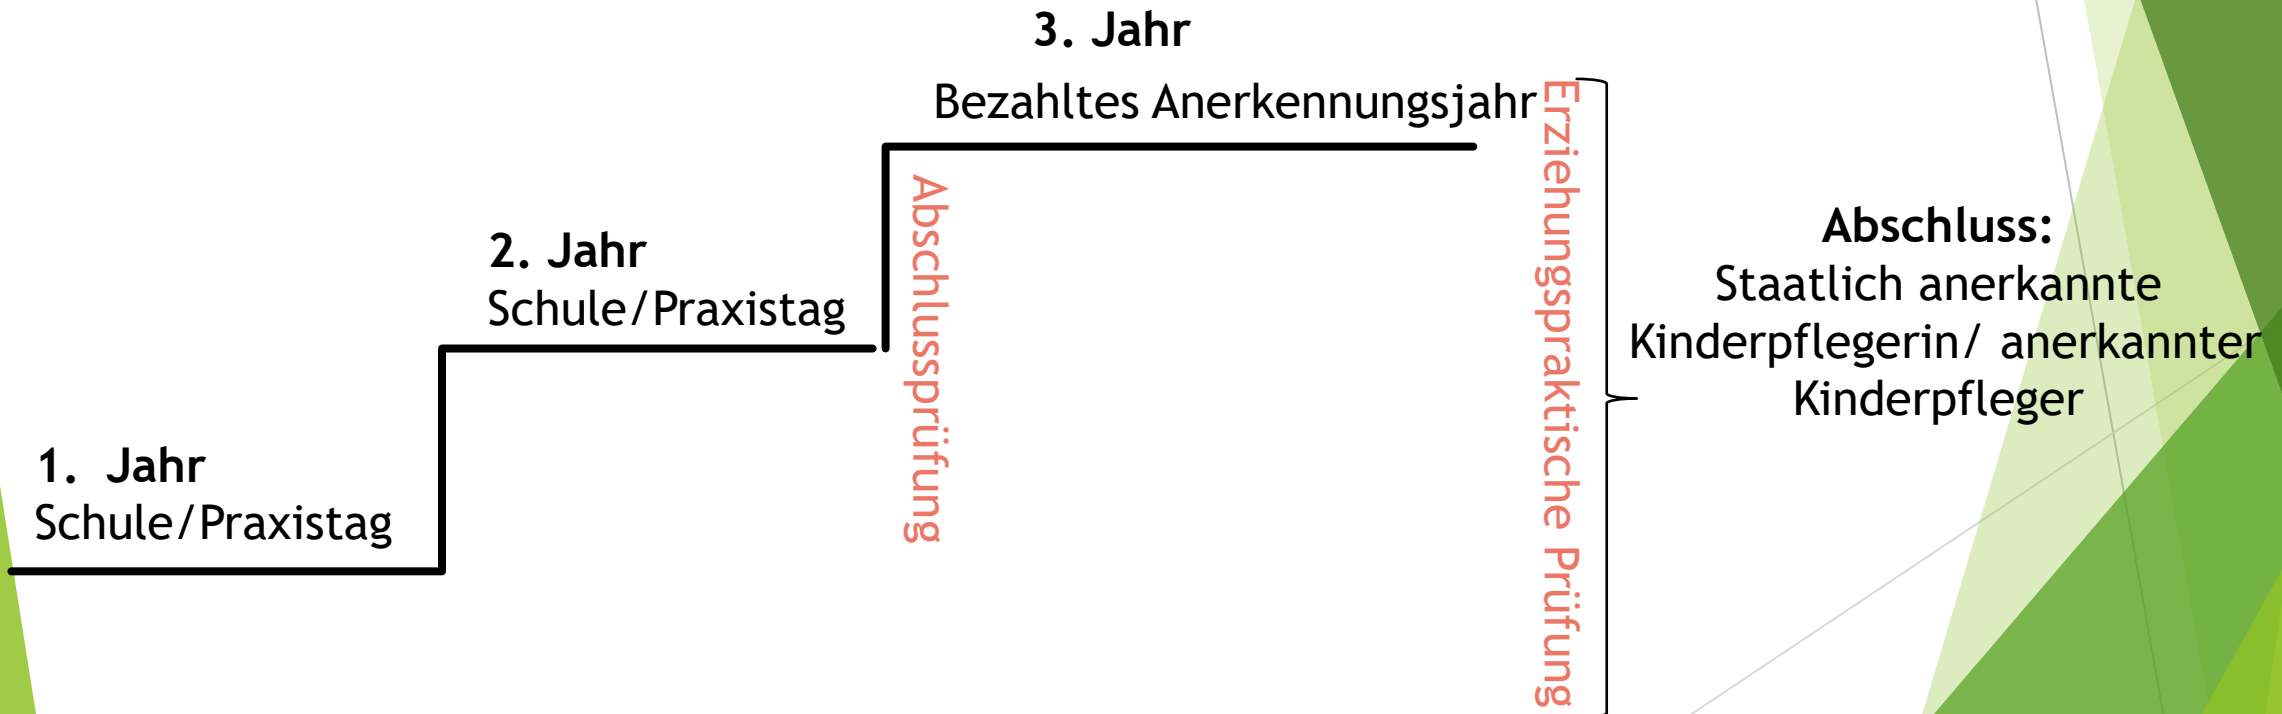 1. Jahr
Schule/Praxistag
2. Jahr
Schule/Praxistag
Abschlussprüfung
3. Jahr
Bezahltes Anerkennungsjahr
Erziehungspraktische Prüfung
Abschluss:
Staatlich anerkannte
Kinderpflegerin/ anerkannter
Kinderpfleger